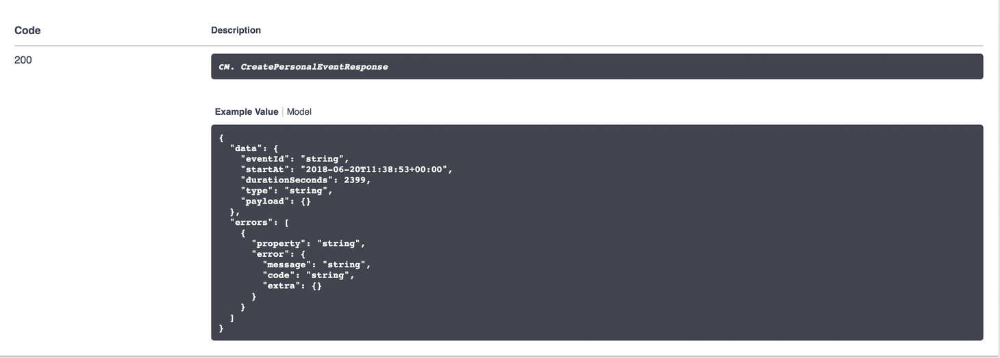 Code Description
200
CM. CreatePersonalEventResponse
Example Value Model
{
"data": {
"eventId": "string",
"startAt": "2018-06-20T11:38:53+00:00",
"durationSeconds": 2399,
"type": "string",
"payload": {}
},
"errors": [
{
"property": "string",
"error": {
"message": "string",
"code": "string",
"extra": {}
}
}
]
}